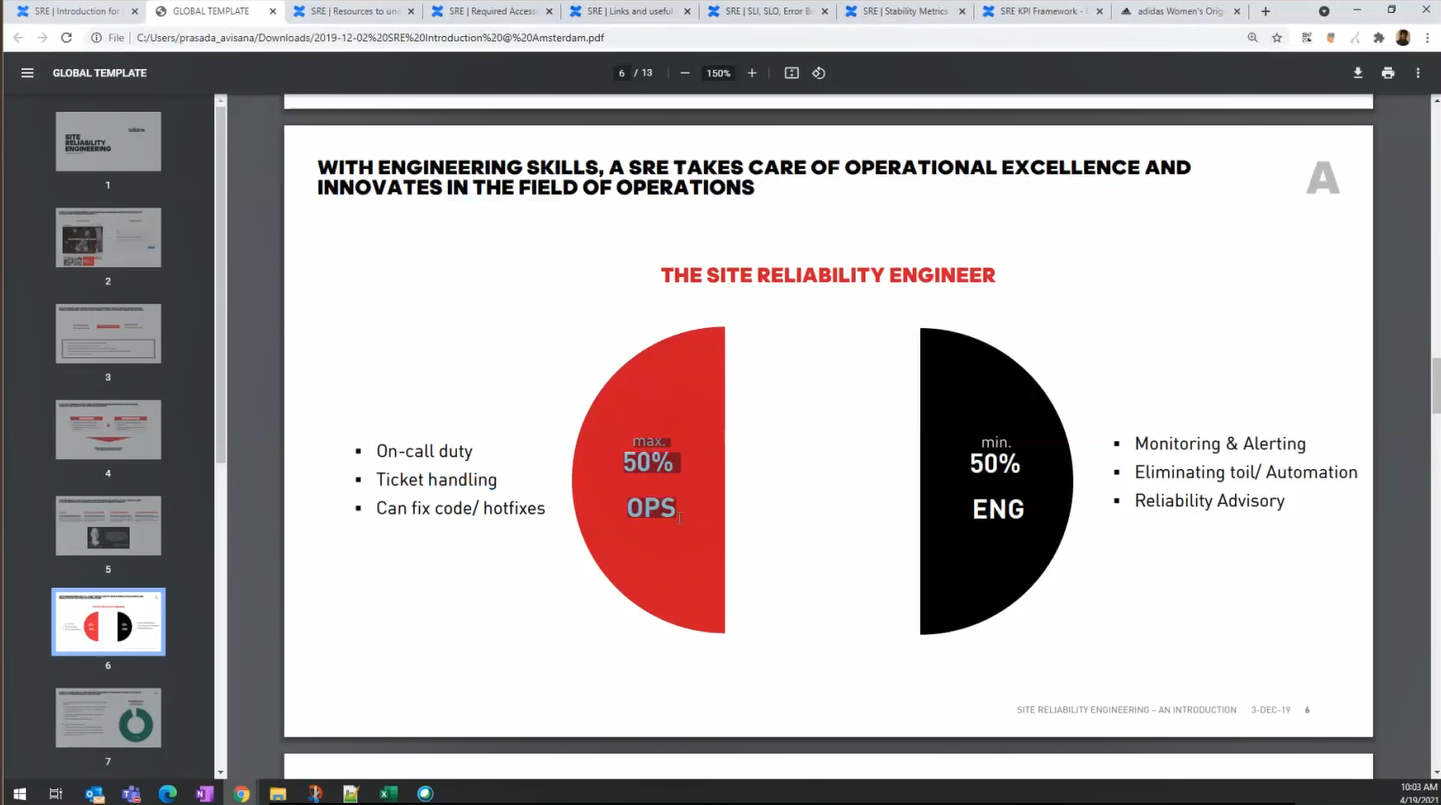 SRE | Introduction for
GLOBAL TEMPLATE
SRE | Resources to un
SRE | Required Access
SRE | Links and useful
SRE | SLI, SLO, Error B
SRE | Stability Metrics
SRE KPI Framework -
adidas Women's Orig
File
C:/Users/prasada_avisana/Downloads/2019-12-02%20SRE%20Introduction%20@%20Amsterdam.pdf
GLOBAL TEMPLATE
6 / 13
150%
SITE
RELIABILITY
ENGINEERING
1
2
3
4
5
6
7
WITH ENGINEERING SKILLS, A SRE TAKES CARE OF OPERATIONAL EXCELLENCE AND
INNOVATES IN THE FIELD OF OPERATIONS
A
THE SITE RELIABILITY ENGINEER
▪ On-call duty
▪ Ticket handling
▪ Can fix code/ hotfixes
max.
50%
OPS
min.
50%
ENG
▪ Monitoring & Alerting
▪ Eliminating toil/ Automation
▪ Reliability Advisory
SITE RELIABILITY ENGINEERING – AN INTRODUCTION 3-DEC-19 6
10:03 AM
4/19/2021